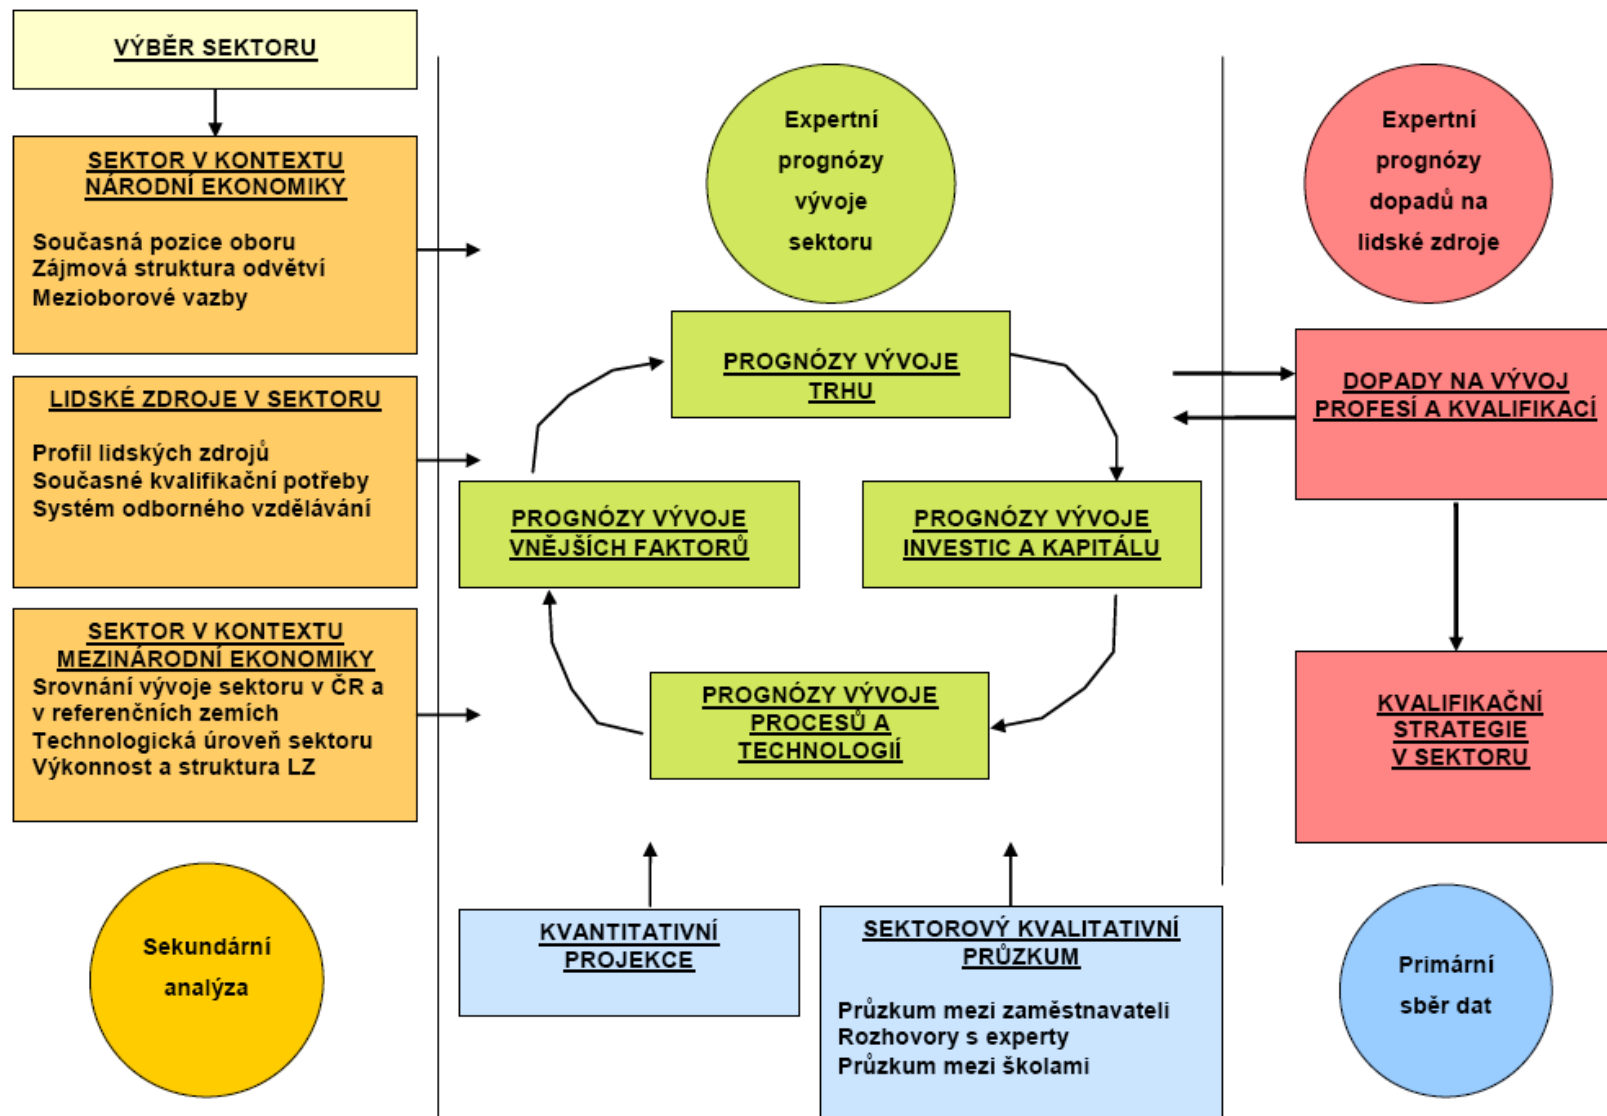 VÝBĚR SEKTORU
SEKTOR V KONTEXTU
NÁRODNÍ EKONOMIKY
Současná pozice oboru
Zájmová struktura odvětví
Mezioborové vazby
LIDSKÉ ZDROJE V SEKTORU
Profil lidských zdrojů
Současné kvalifikační potřeby
Systém odborného vzdělávání
SEKTOR V KONTEXTU
MEZINÁRODNÍ EKONOMIKY
Srovnání vývoje sektoru v ČR a
v referenčních zemích
Technologická úroveň sektoru
Výkonnost a struktura LZ
Sekundární
analýza
Expertní
prognózy
vývoje
sektoru
PROGNÓZY VÝVOJE
TRHU
PROGNÓZY VÝVOJE
VNĚJŠÍCH FAKTORŮ
PROGNÓZY VÝVOJE
INVESTIC A KAPITÁLU
PROGNÓZY VÝVOJE
PROCESŮ A
TECHNOLOGIÍ
KVANTITATIVNÍ
PROJEKCE
SEKTOROVÝ KVALITATIVNÍ
PRŮZKUM
Průzkum mezi zaměstnavateli
Rozhovory s experty
Průzkum mezi školami
Expertní
prognózy
dopadů na
lidské zdroje
DOPADY NA VÝVOJ
PROFESÍ A KVALIFIKACÍ
KVALIFIKAČNÍ
STRATEGIE
V SEKTORU
Primární
sběr dat